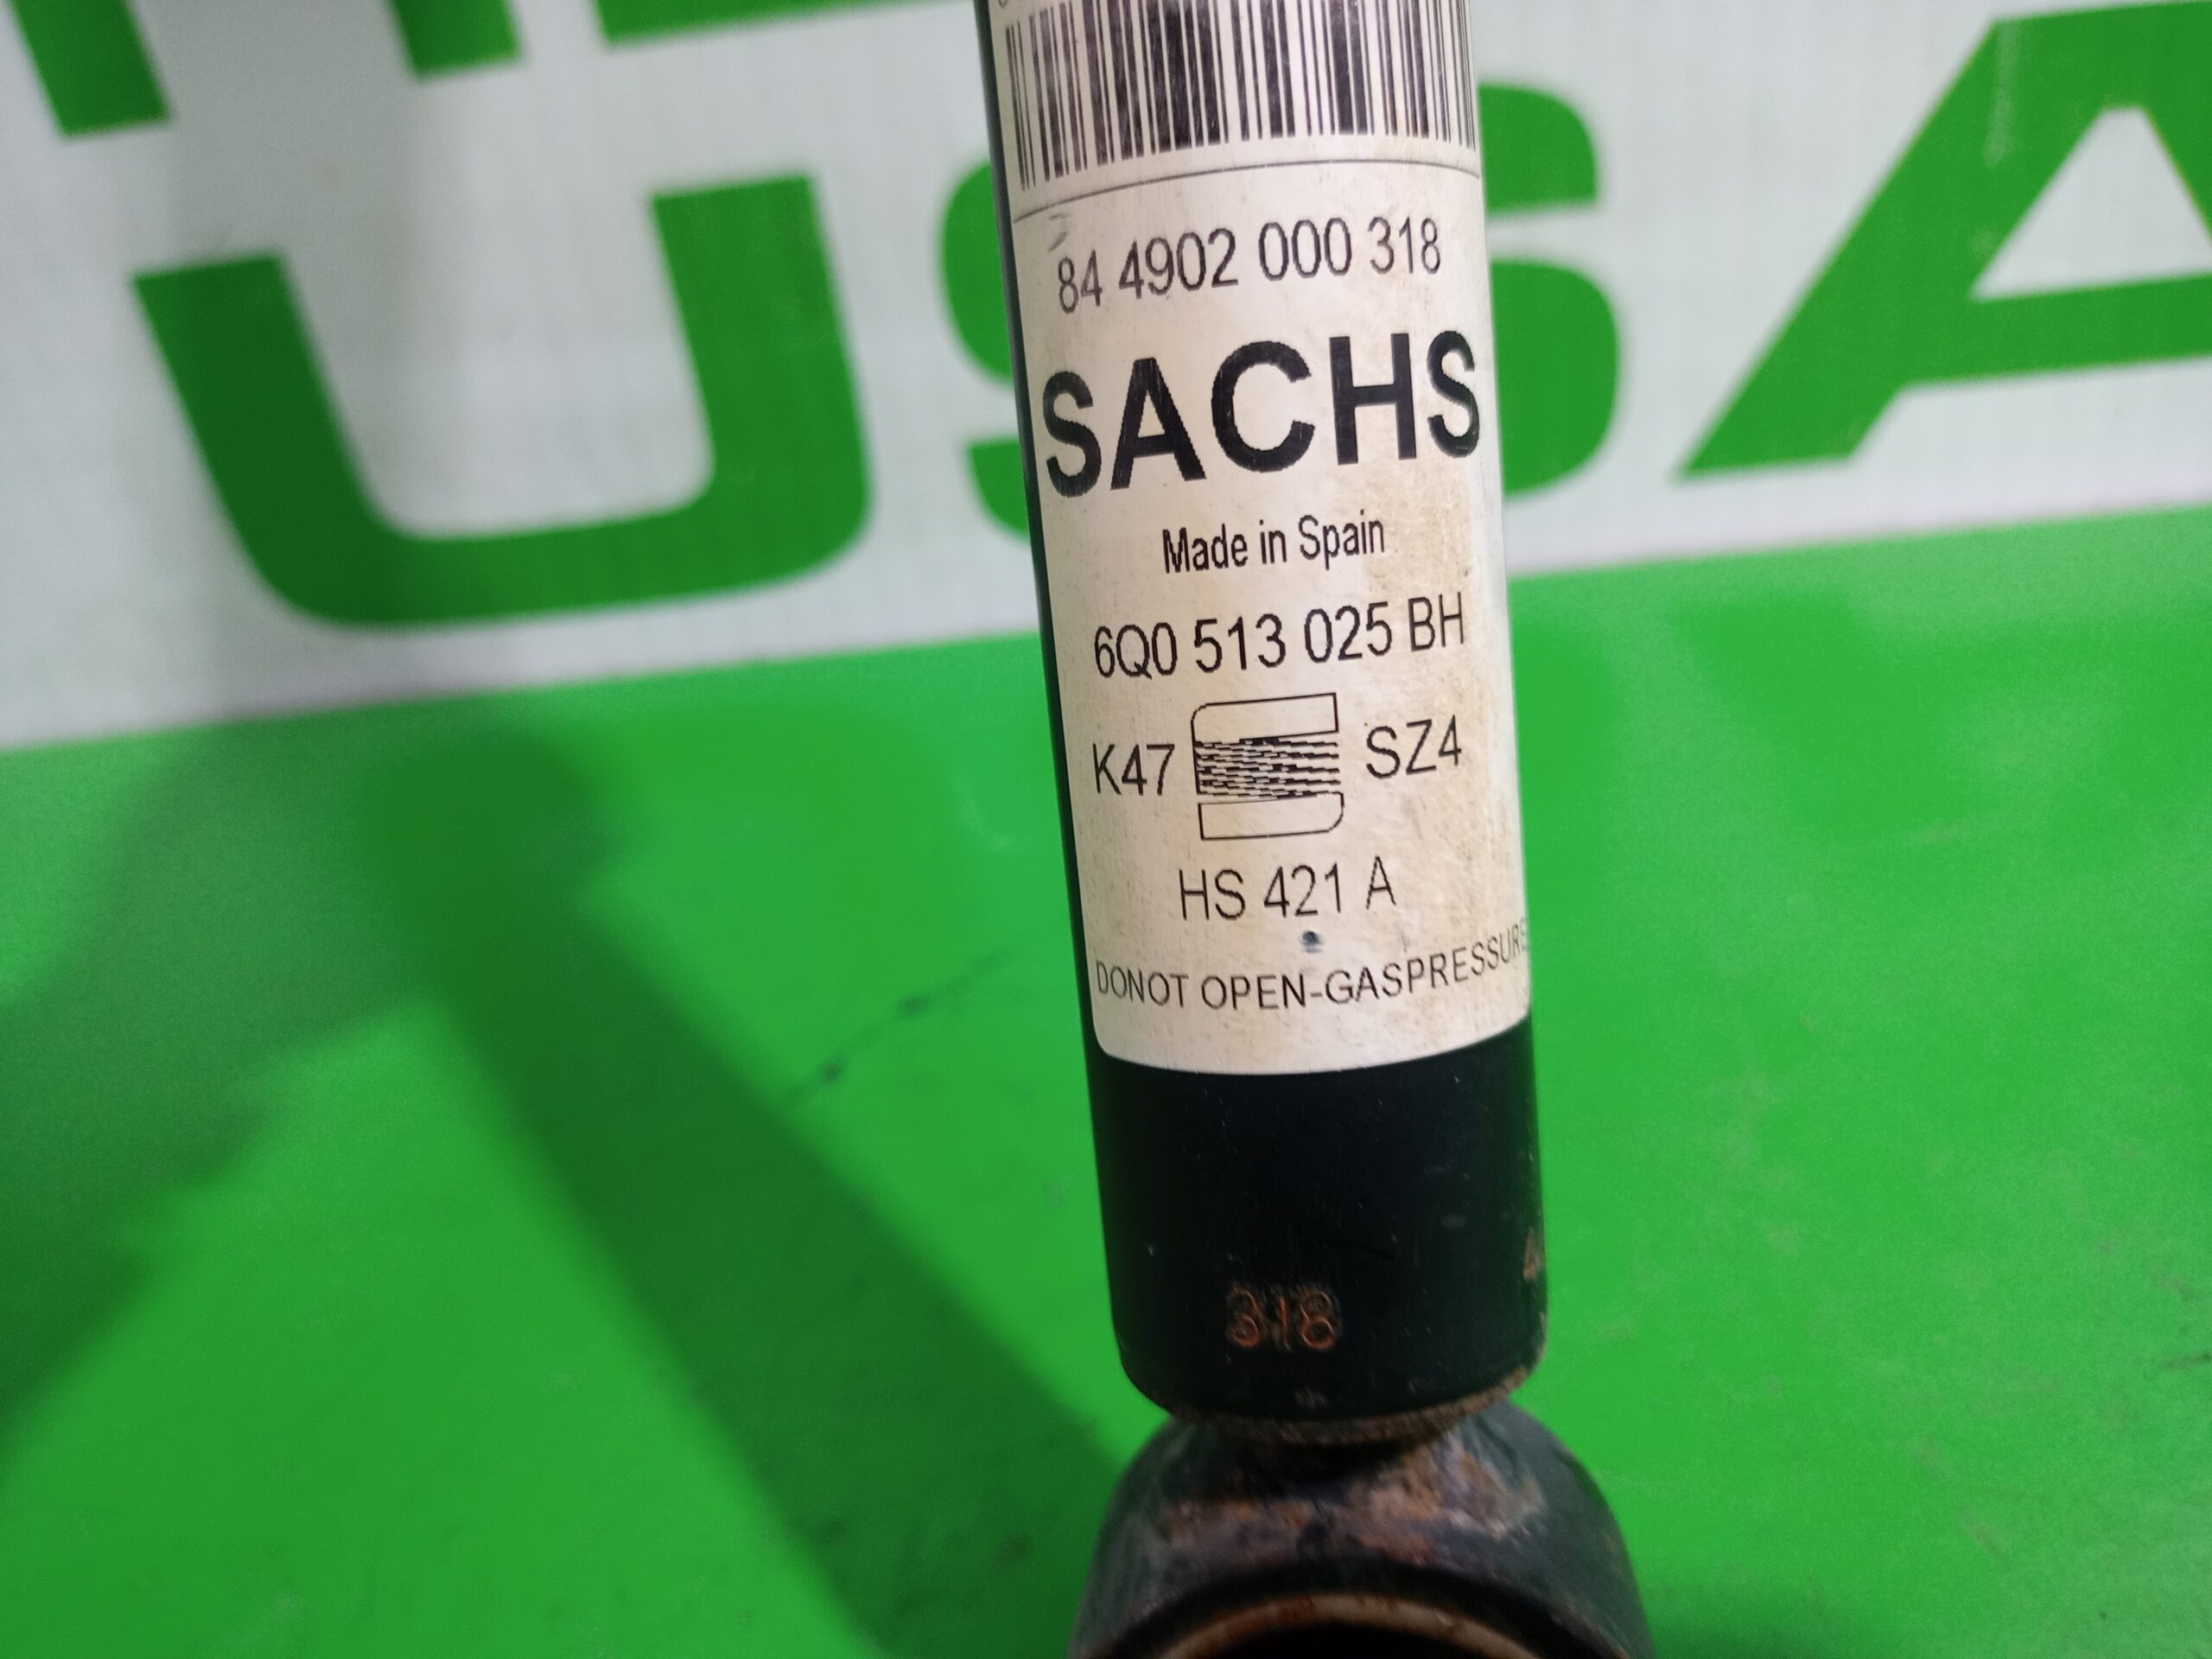 84 4902 000 318
SACHS
Made in Spain
6Q0 513 025 BH
K47 SZ4
HS 421 A
DONOT OPEN-GASPRESSURE
318
USA